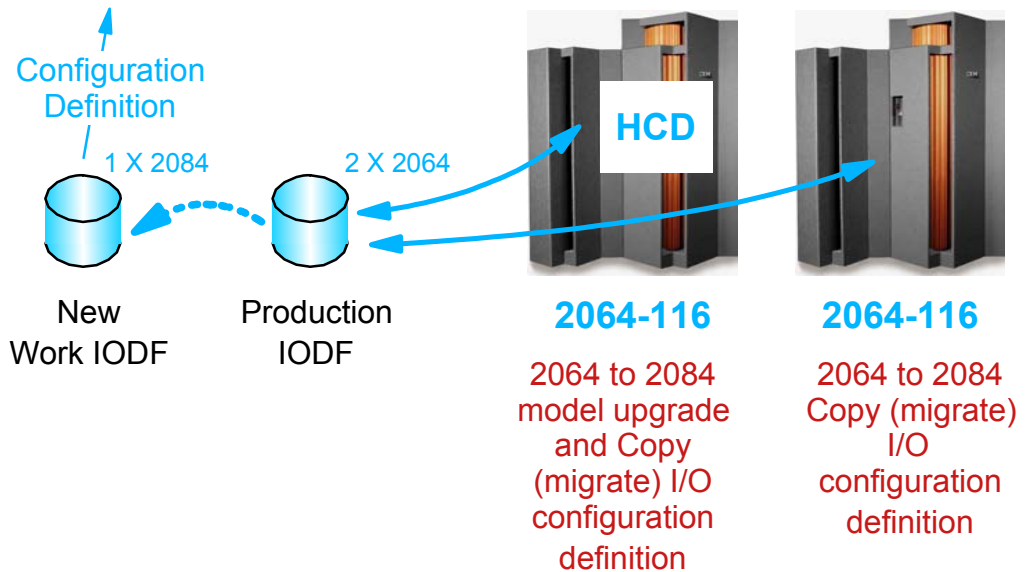 Configuration
Definition
1 X 2084
2 X 2064
HCD
New
Work IODF
Production
IODF
2064-116
2064 to 2084
model upgrade
and Copy
(migrate) I/O
configuration
definition
2064-116
2064 to 2084
Copy (migrate)
I/O
configuration
definition